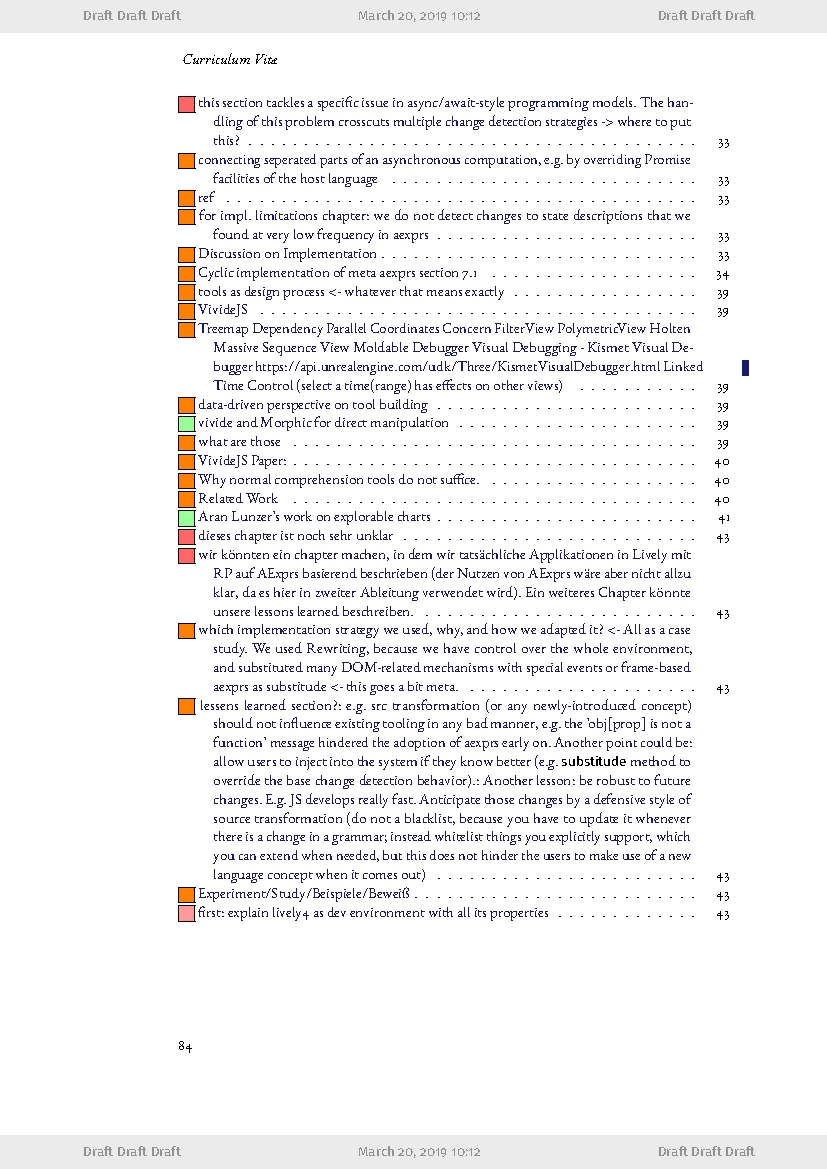 Draft Draft Draft March 20, 2019 10:12 Draft Draft Draft
Curriculum Vitæ
this section tackles a specific issue in async/await-style programming models. The han-
dling of this problem crosscuts multiple change detection strategies -> where to put
this? . . . . . . . . . . . . . . . . . . . . . . . . . . . . . . . . . 33
connecting seperated parts of an asynchronous computation, e.g. by overriding Promise
facilities of the host language . . . . . . . . . . . . . . . . . . . . . . . 33
ref . . . . . . . . . . . . . . . . . . . . . . . . . . . . . . . . . . . 33
for impl. limitations chapter: we do not detect changes to state descriptions that we
found at very low frequency in aexprs . . . . . . . . . . . . . . . . . . . 33
Discussion on Implementation . . . . . . . . . . . . . . . . . . . . . . . 33
Cyclic implementation of meta aexprs section 7.1 . . . . . . . . . . . . . . . 34
tools as design process <- whatever that means exactly . . . . . . . . . . . . . . 39
VivideJS . . . . . . . . . . . . . . . . . . . . . . . . . . . . . . . . 39
Treemap Dependency Parallel Coordinates Concern FilterView PolymetricView Holten
Massive Sequence View Moldable Debugger Visual Debugging - Kismet Visual De-
bugger https://api.unrealengine.com/udk/Three/KismetVisualDebugger.html Linked
Time Control (select a time(range) has effects on other views) . . . . . . . . . 39
data-driven perspective on tool building . . . . . . . . . . . . . . . . . . . 39
vivide and Morphic for direct manipulation . . . . . . . . . . . . . . . . . . 39
what are those . . . . . . . . . . . . . . . . . . . . . . . . . . . . . . 39
VivideJS Paper: . . . . . . . . . . . . . . . . . . . . . . . . . . . . . . 40
Why normal comprehension tools do not suffice. . . . . . . . . . . . . . . . . 40
Related Work . . . . . . . . . . . . . . . . . . . . . . . . . . . . . . 40
Aran Lunzer's work on explorable charts . . . . . . . . . . . . . . . . . . . 41
dieses chapter ist noch sehr unklar . . . . . . . . . . . . . . . . . . . . . . 43
wir könnten ein chapter machen, in dem wir tatsächliche Applikationen in Lively mit
RP auf AExprs basierend beschrieben (der Nutzen von AExprs wäre aber nicht allzu
klar, da es hier in zweiter Ableitung verwendet wird). Ein weiteres Chapter könnte
unsere lessons learned beschreiben. . . . . . . . . . . . . . . . . . . . . 43
which implementation strategy we used, why, and how we adapted it? <- All as a case
study. We used Rewriting, because we have control over the whole environment,
and substituted many DOM-related mechanisms with special events or frame-based
aexprs as substitute <- this goes a bit meta. . . . . . . . . . . . . . . . . . 43
lessens learned section?: e.g. src transformation (or any newly-introduced concept)
should not influence existing tooling in any bad manner, e.g. the 'obj[prop] is not a
function' message hindered the adoption of aexprs early on. Another point could be:
allow users to inject into the system if they know better (e.g. substitude method to
override the base change detection behavior).: Another lesson: be robust to future
changes. E.g. JS develops really fast. Anticipate those changes by a defensive style of
source transformation (do not a blacklist, because you have to update it whenever
there is a change in a grammar; instead whitelist things you explicitly support, which
you can extend when needed, but this does not hinder the users to make use of a new
language concept when it comes out) . . . . . . . . . . . . . . . . . . . 43
Experiment/Study/Beispiele/Beweiß . . . . . . . . . . . . . . . . . . . . . 43
first: explain lively4 as dev environment with all its properties . . . . . . . . . . . 43
84
Draft Draft Draft March 20, 2019 10:12 Draft Draft Draft